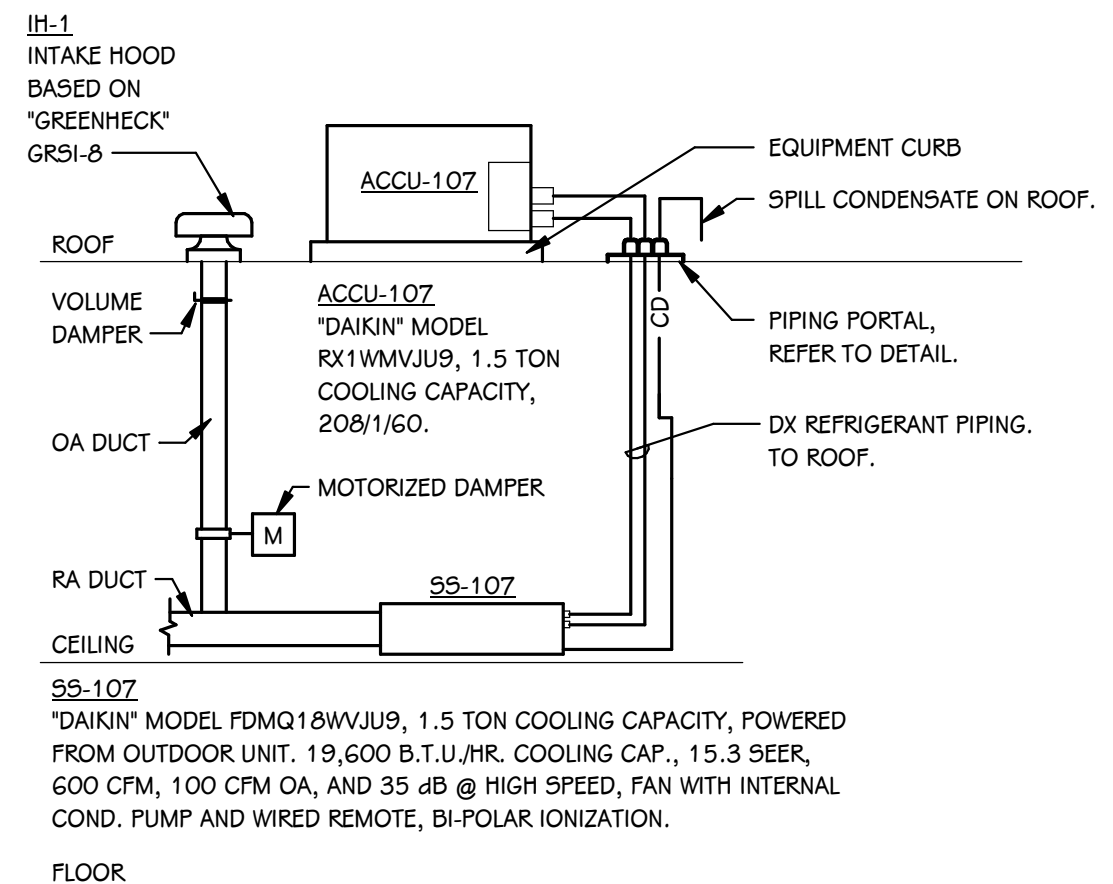 IH-1
INTAKE HOOD
BASED ON
"GREENHECK"
GRSI-8
ACCU-107
EQUIPMENT CURB
SPILL CONDENSATE ON ROOF.
ROOF
VOLUME
DAMPER
ACCU-107
"DAIKIN" MODEL
RX1WMVJU9, 1.5 TON
COOLING CAPACITY,
208/1/60.
CD
PIPING PORTAL,
REFER TO DETAIL.
OA DUCT
DX REFRIGERANT PIPING.
TO ROOF.
MOTORIZED DAMPER
M
RA DUCT
SS-107
CEILING
SS-107
"DAIKIN" MODEL FDMQ18WVJU9, 1.5 TON COOLING CAPACITY, POWERED
FROM OUTDOOR UNIT. 19,600 B.T.U./HR. COOLING CAP., 15.3 SEER,
600 CFM, 100 CFM OA, AND 35 dB @ HIGH SPEED, FAN WITH INTERNAL
COND. PUMP AND WIRED REMOTE, BI-POLAR IONIZATION.
FLOOR